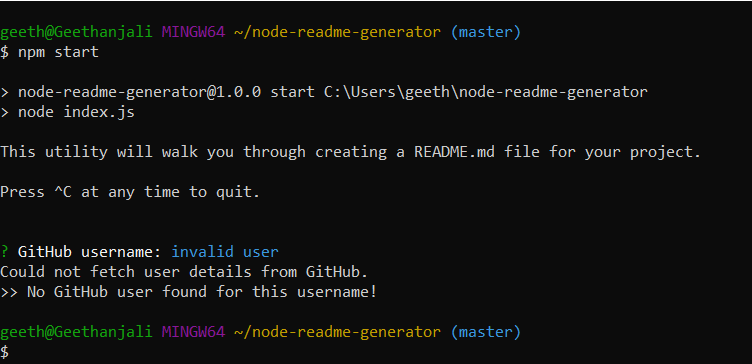 geeth@Geethanjali MINGW64 ~/node-readme-generator (master)
$ npm start
> node-readme-generator@1.0.0 start C:\Users\geeth\node-readme-generator
> node index.js
This utility will walk you through creating a README.md file for your project.
Press ^C at any time to quit.
? GitHub username: invalid user
Could not fetch user details from GitHub.
>> No GitHub user found for this username!
geeth@Geethanjali MINGW64 ~/node-readme-generator (master)
$